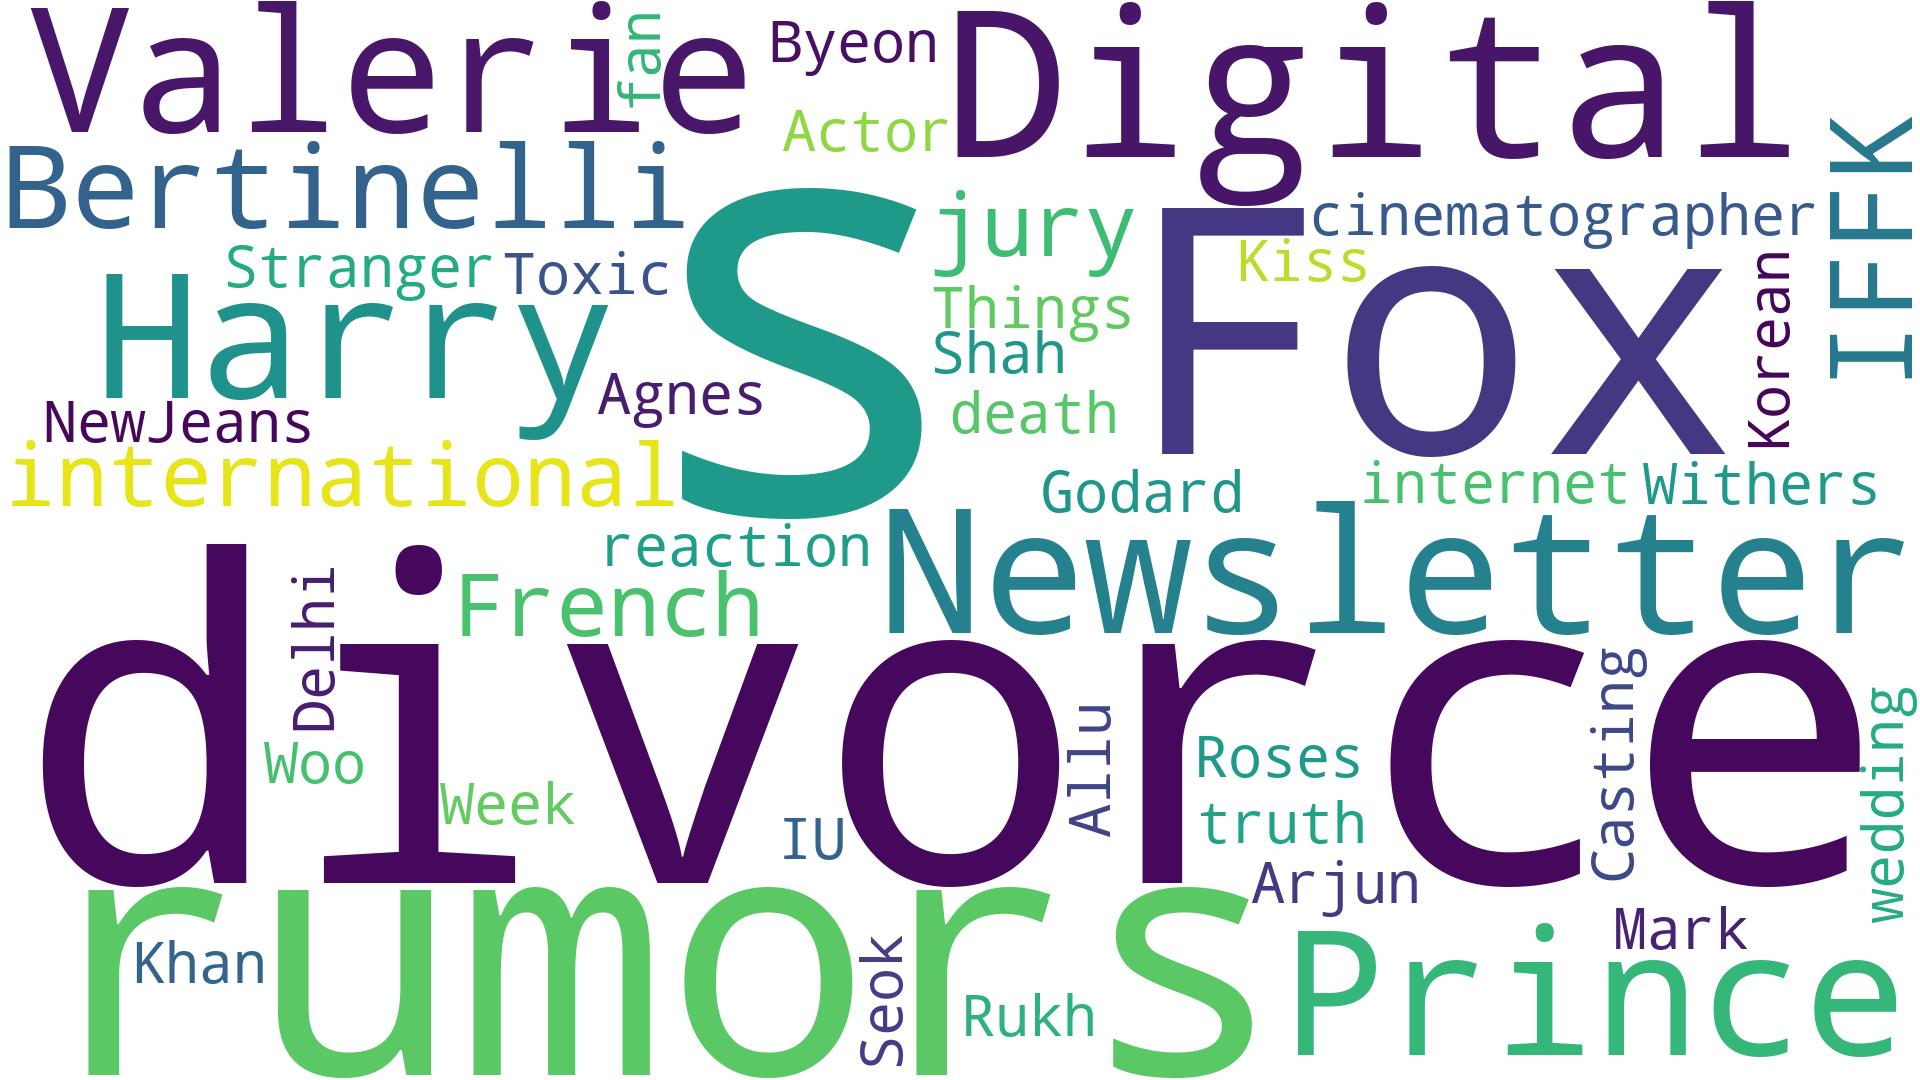 Valerie
fan
Byeon
Digital
Actor
IFFK
Bertinelli
S
jury
Fox
cinematographer
Kiss
Stranger
Toxic
Harry
Things
Korean
Shah
Agnes
death
NewJeans
international
Godard
internet
Withers
reaction
Newsletter
divorce
Delhi
French
Casting
wedding
Allu
Woo
Roses
Week
truth
IU
Arjun
rumors
Khan
Seok
Rukh
Mark
Prince